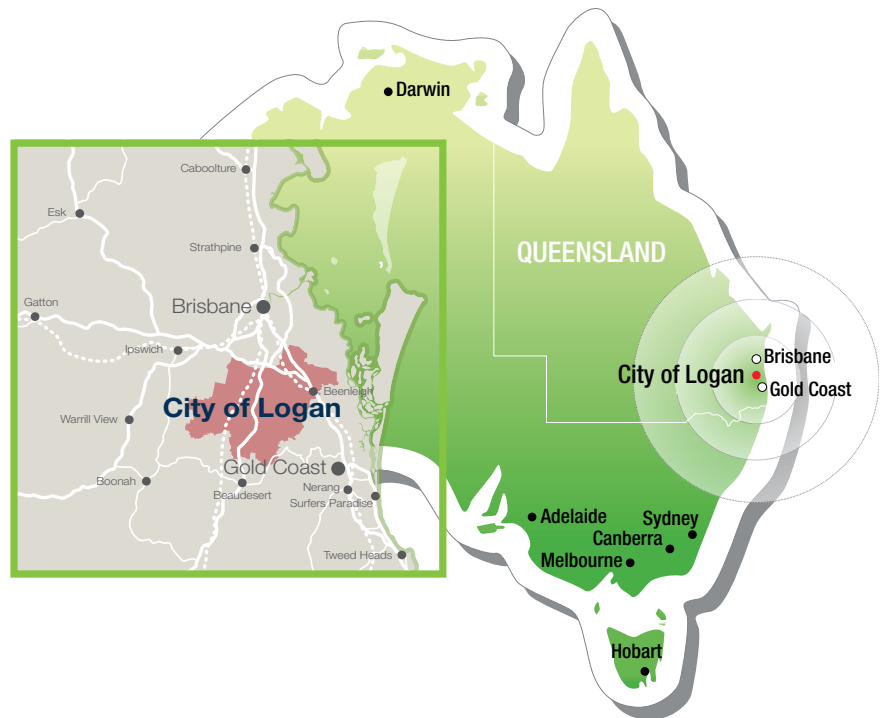 Darwin
Caboolture
Esk
Strathpine
QUEENSLAND
Brisbane
Gatton
Ipswich
Brisbane
City of Logan
Gold Coast
Beenleigh
City of Logan
Warrill View
Gold Coast
Boonah
Beaudesert
Nerang
Surfers Paradise
Adelaide
Sydney
Canberra
Melbourne
Tweed Heads
Hobart